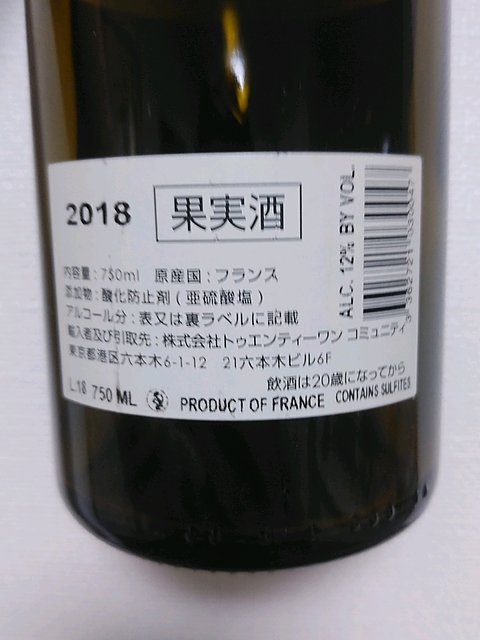 2018 果実酒
内容量:750ml 原産国:フランス
添加物:酸化防止剤(亜硫酸塩)
アルコール分:表又は裏ラベルに記載
輸入者及び引取先:株式会社トゥエンティーワン コミュニティ
東京都港区六本木6-1-12 21六本木ビル6F
飲酒は20歳になってから
L.18 750 ML PRODUCT OF FRANCE CONTAINS SULFITES
ALC. 12% BY VOL.